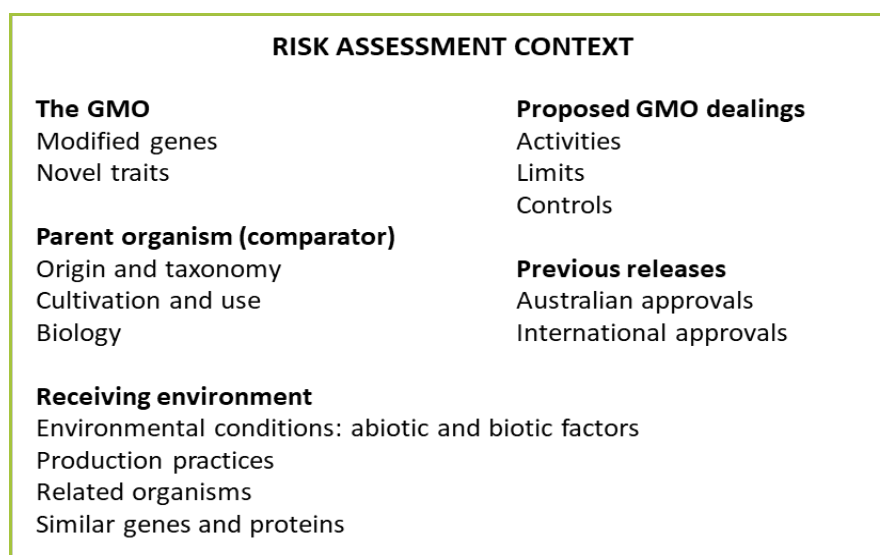 RISK ASSESSMENT CONTEXT
The GMO
Modified genes
Novel traits
Parent organism (comparator)
Origin and taxonomy
Cultivation and use
Biology
Proposed GMO dealings
Activities
Limits
Controls
Previous releases
Australian approvals
International approvals
Receiving environment
Environmental conditions: abiotic and biotic factors
Production practices
Related organisms
Similar genes and proteins